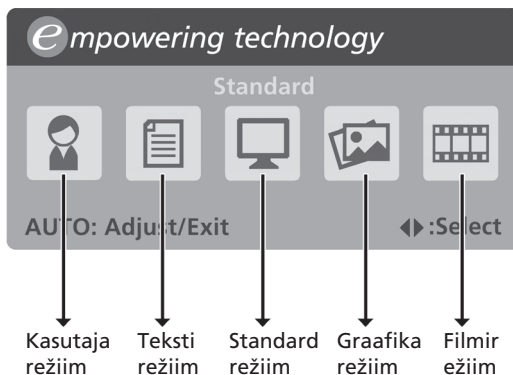 empowering technology
Standard
AUTO: Adjust/Exit
:Select
Kasutaja Teksti Standard Graafika Filmir
režiim režiim režiim režiim ežiim